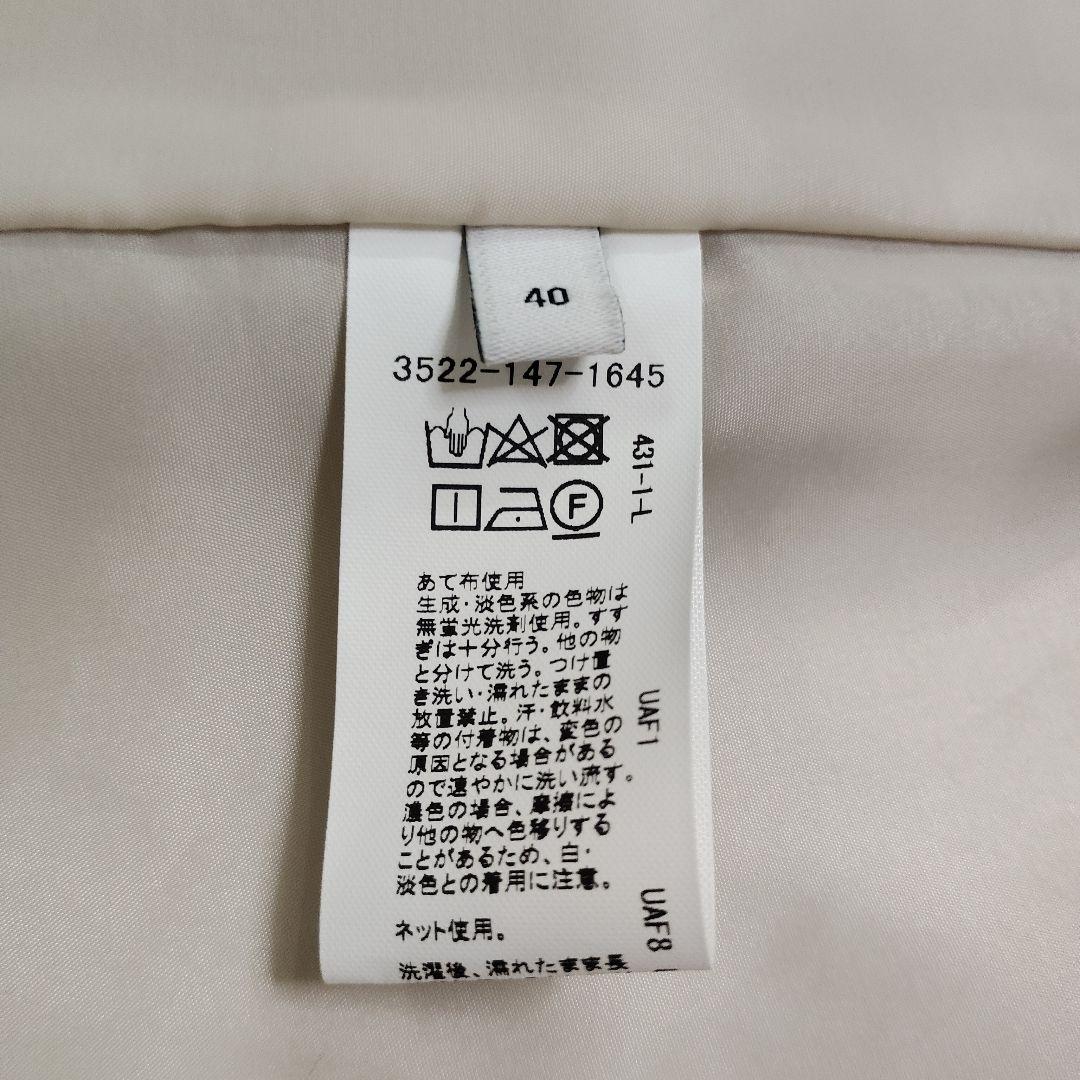 40
3522-147-1645
431-1-L
F
あて布使用
生成・淡色系の色物は
無蛍光洗剤使用。すす
ぎは十分行う。他の物
と分けて洗う。つけ置
き洗い・濡れたままの
放置禁止。汗・飲料水
等の付着物は、変色の
原因となる場合がある
ので速やかに洗い流す。
濃色の場合、摩擦によ
り他の物へ色移りする
ことがあるため、白・
淡色との着用に注意。
ネット使用。
洗濯後、濡れたまま長
UAF1
UAF8